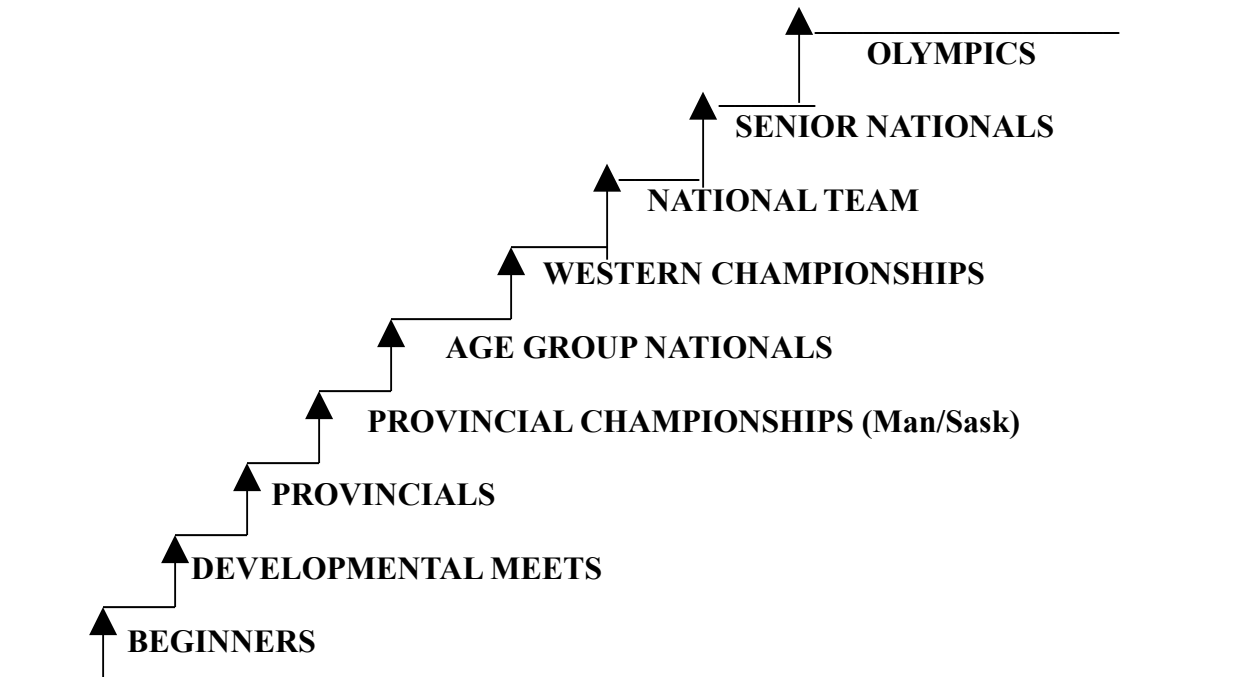 OLYMPICS
SENIOR NATIONALS
NATIONAL TEAM
WESTERN CHAMPIONSHIPS
AGE GROUP NATIONALS
PROVINCIAL CHAMPIONSHIPS (Man/Sask)
PROVINCIALS
DEVELOPMENTAL MEETS
BEGINNERS